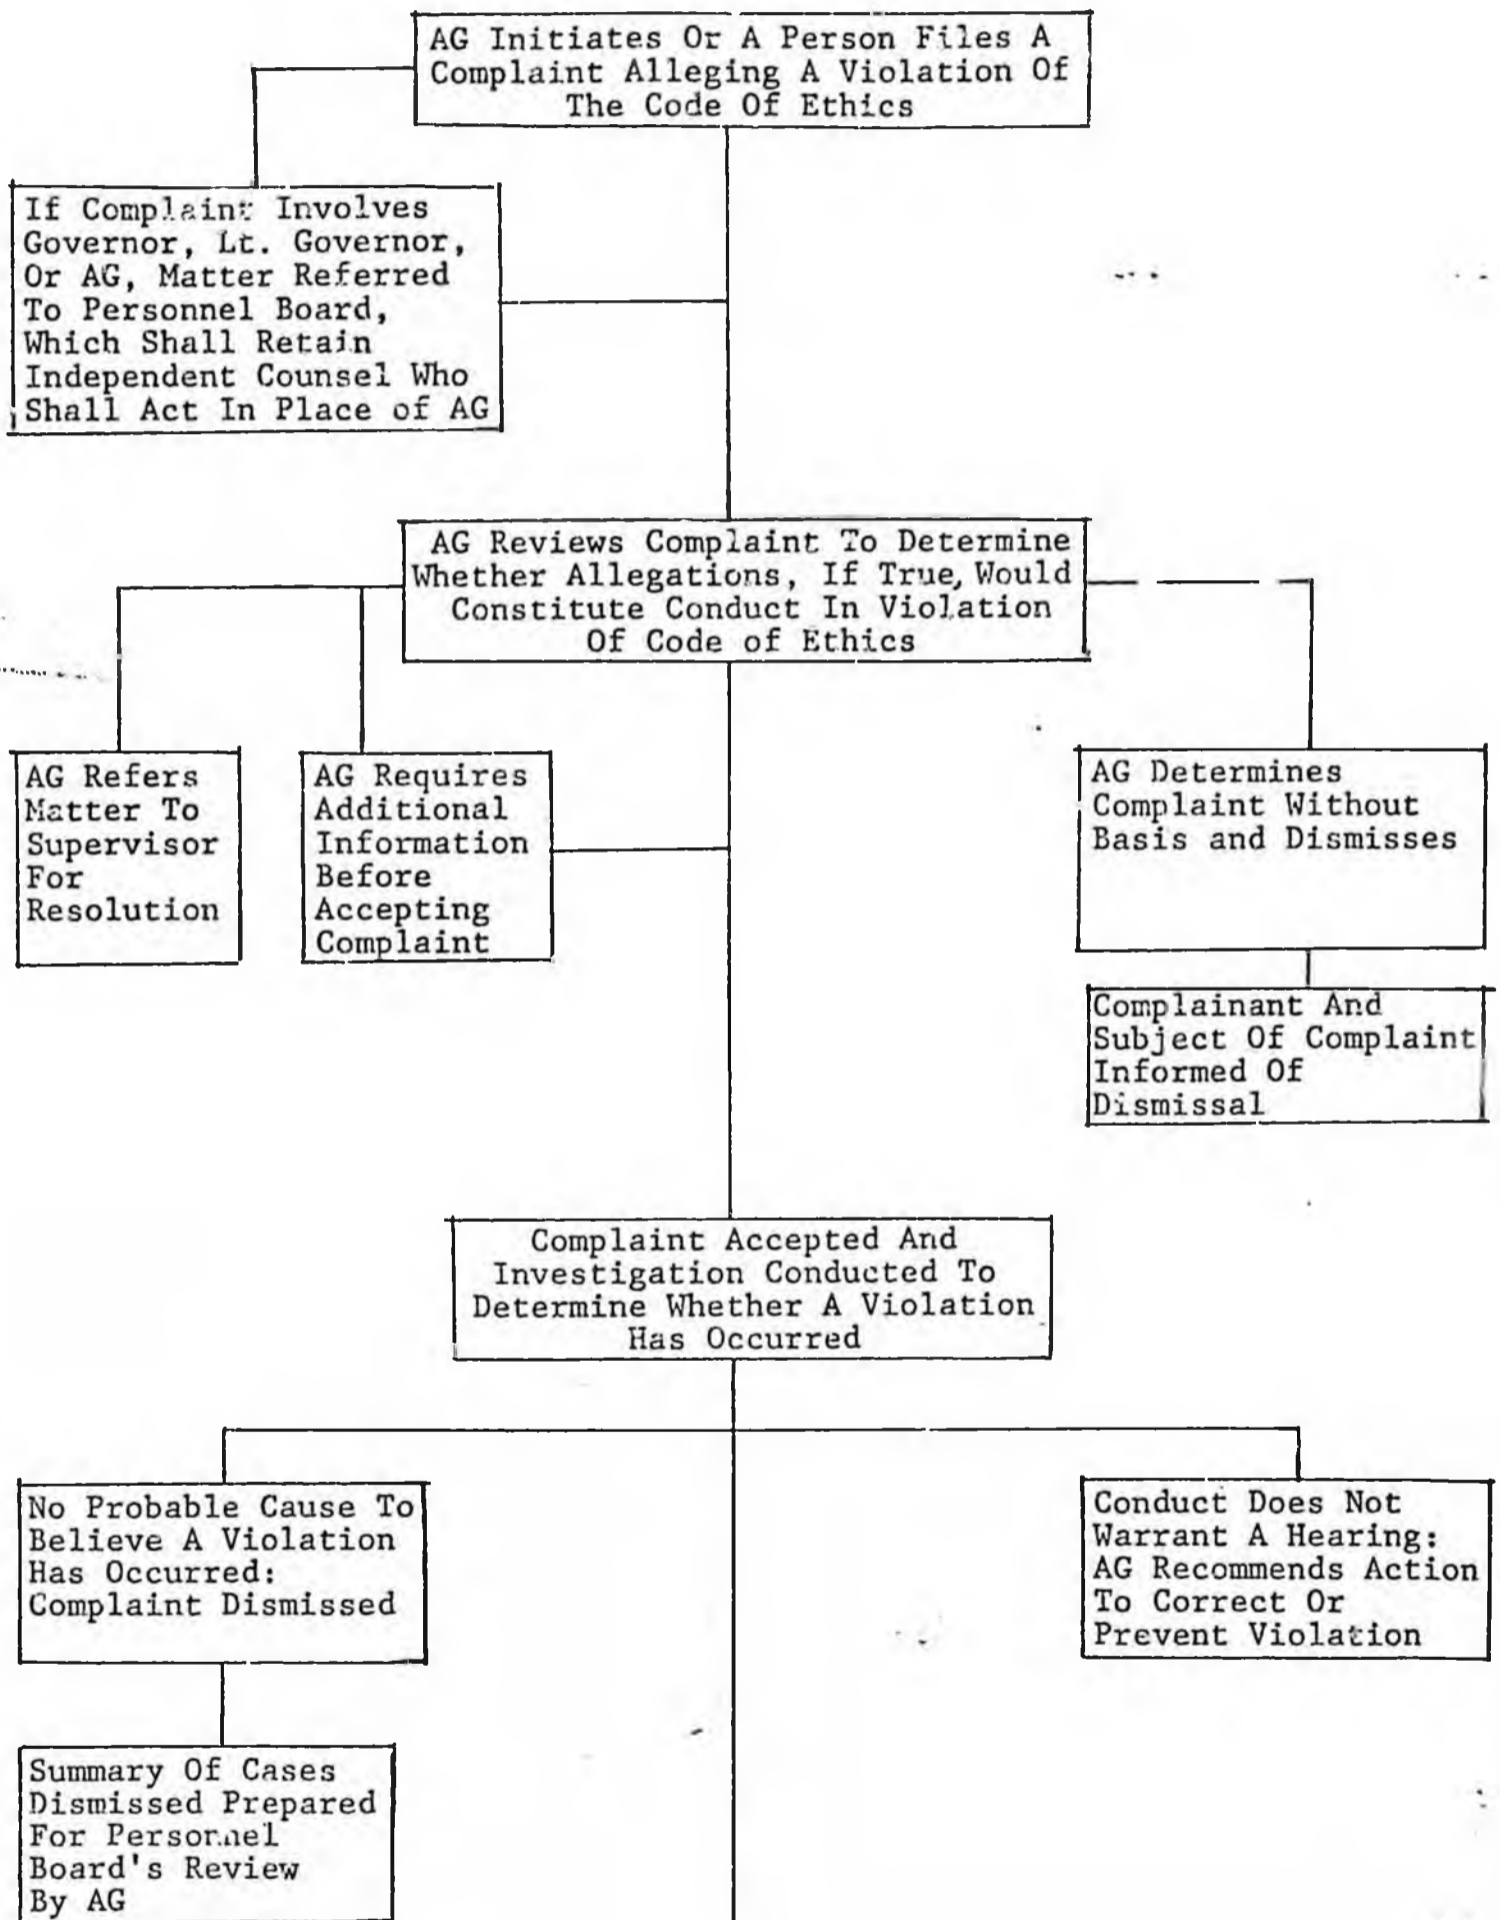 AG Initiates Or A Person Files A
Complaint Alleging A Violation Of
The Code Of Ethics
If Complaint Involves
Governor, Lt. Governor,
Or AG, Matter Referred
To Personnel Board,
Which Shall Retain
Independent Counsel Who
Shall Act In Place of AG
AG Reviews Complaint To Determine
Whether Allegations, If True, Would
Constitute Conduct In Violation
Of Code of Ethics
AG Refers
Matter To
Supervisor
For
Resolution
AG Requires
Additional
Information
Before
Accepting
Complaint
AG Determines
Complaint Without
Basis and Dismisses
Complainant And
Subject Of Complaint
Informed Of
Dismissal
Complaint Accepted And
Investigation Conducted To
Determine Whether A Violation
Has Occurred
No Probable Cause To
Believe A Violation
Has Occurred:
Complaint Dismissed
Conduct Does Not
Warrant A Hearing:
AG Recommends Action
To Correct Or
Prevent Violation
Summary Of Cases
Dismissed Prepared
For Personnel
Board's Review
By AG